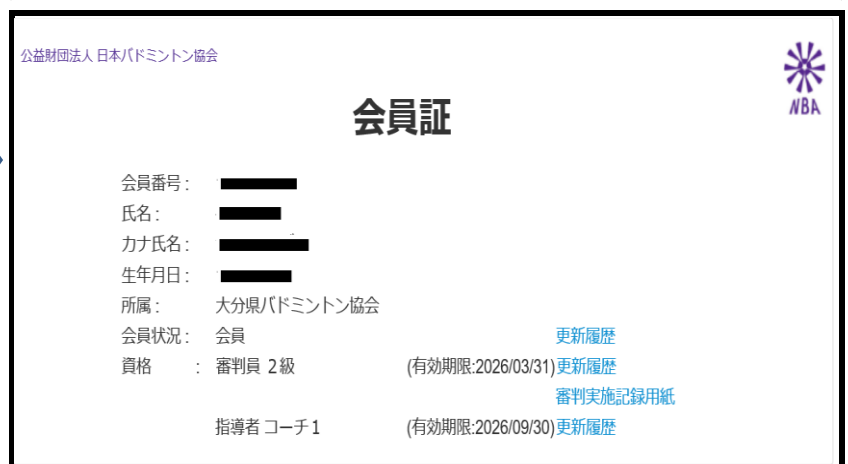 公益財団法人 日本バドミントン協会
NBA
会員証
会員番号 :
氏名 :
カナ氏名 :
生年月日 :
所属 : 大分県バドミントン協会
会員状況 : 会員 更新履歴
資格 : 審判員 2級 (有効期限:2026/03/31) 更新履歴
審判実施記録用紙
指導者 コーチ1 (有効期限:2026/09/30) 更新履歴